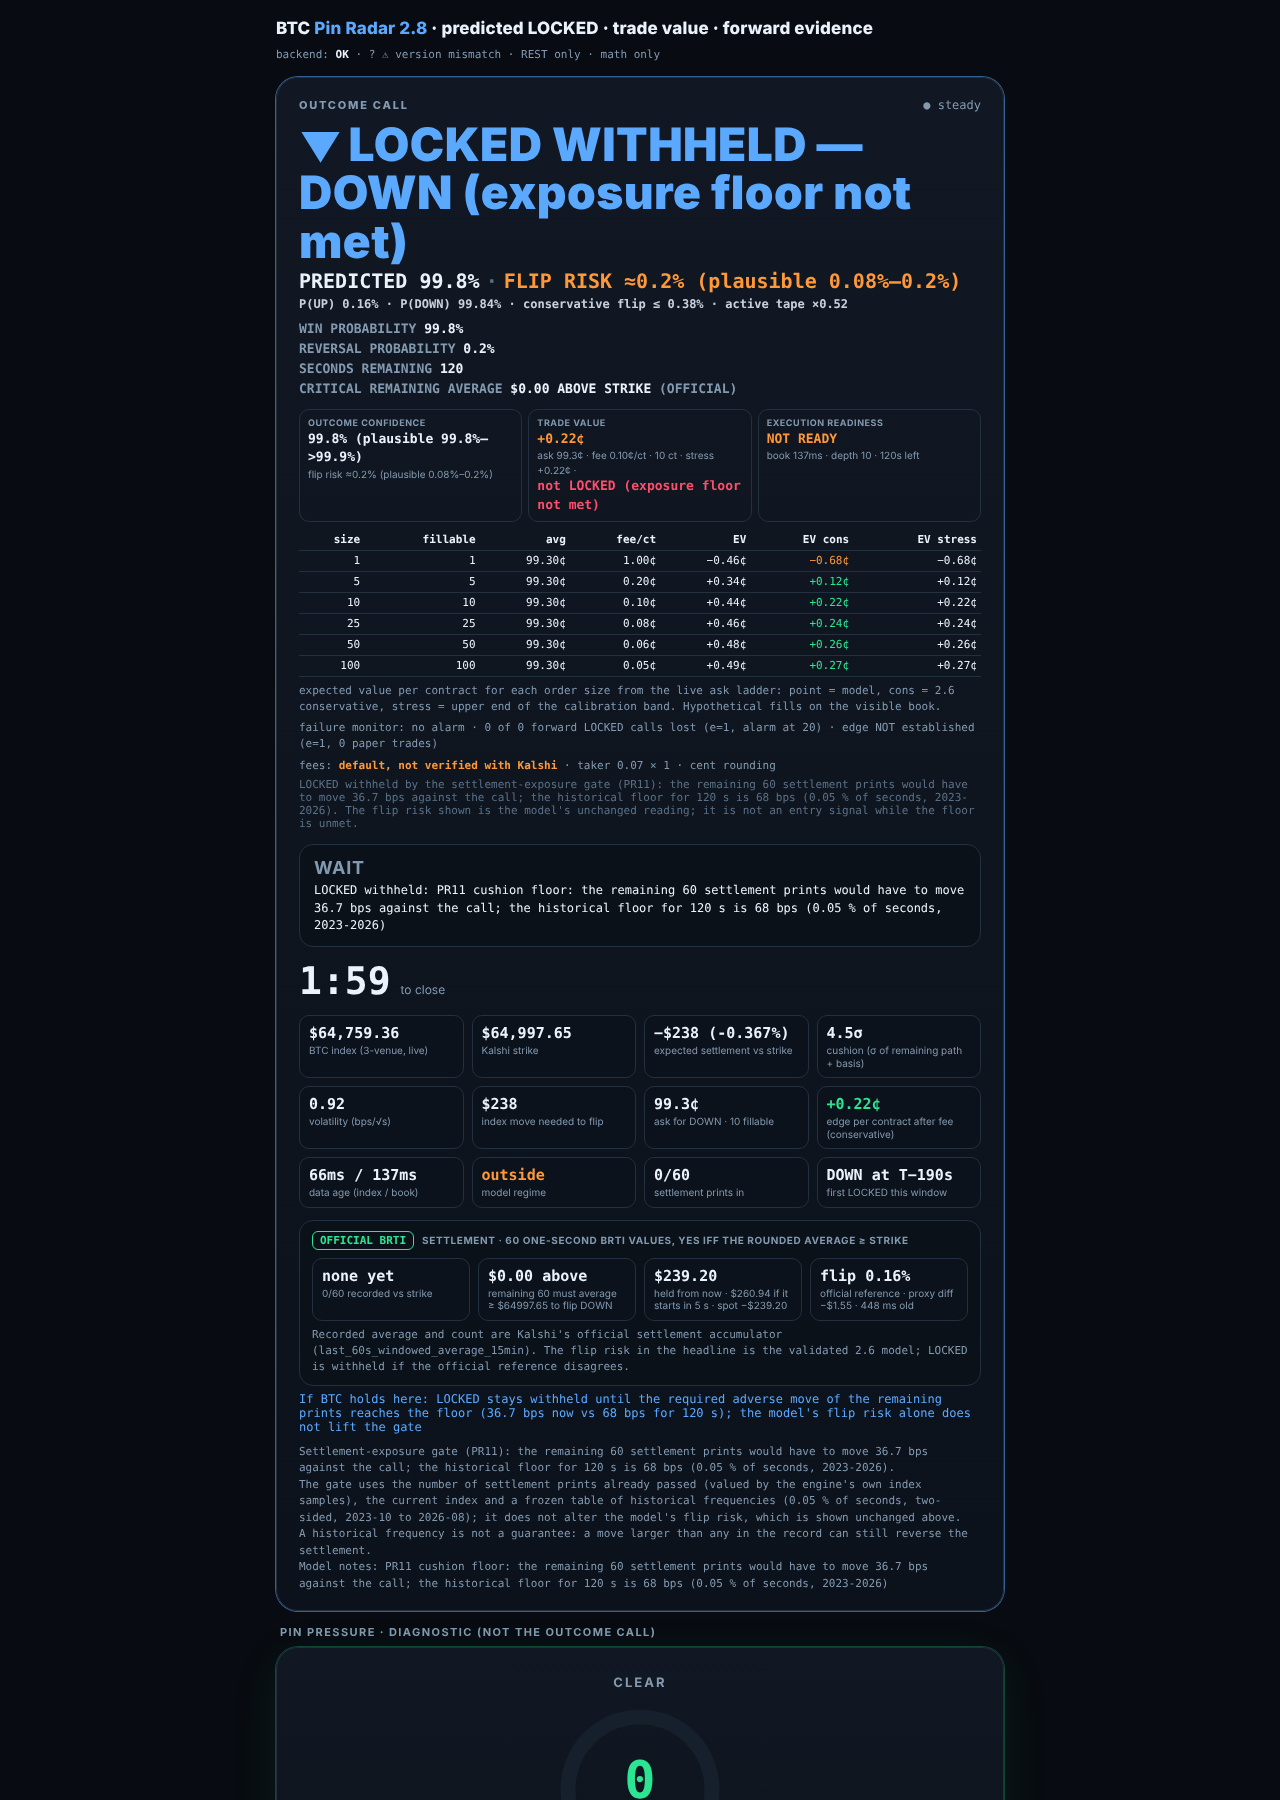 BTC Pin Radar 2.8 · predicted LOCKED · trade value · forward evidence
backend: OK · ? ⚠ version mismatch · REST only · math only
OUTCOME CALL
● steady
▼LOCKED WITHHELD —
DOWN (exposure floor not
met)
PREDICTED 99.8% · FLIP RISK ≈0.2% (plausible 0.08%–0.2%)
P(UP) 0.16% · P(DOWN) 99.84% · conservative flip ≤ 0.38% · active tape ×0.52
WIN PROBABILITY 99.8%
REVERSAL PROBABILITY 0.2%
SECONDS REMAINING 120
CRITICAL REMAINING AVERAGE $0.00 ABOVE STRIKE (OFFICIAL)
OUTCOME CONFIDENCE
99.8% (plausible 99.8%–
>99.9%)
flip risk ≈0.2% (plausible 0.08%–0.2%)
TRADE VALUE
+0.22¢
ask 99.3¢ · fee 0.10¢/ct · 10 ct · stress
+0.22¢ ·
not LOCKED (exposure floor
not met)
EXECUTION READINESS
NOT READY
book 137ms · depth 10 · 120s left
size fillable avg fee/ct EV EV cons EV stress
1 1 99.30¢ 1.00¢ −0.46¢ −0.68¢ −0.68¢
5 5 99.30¢ 0.20¢ +0.34¢ +0.12¢ +0.12¢
10 10 99.30¢ 0.10¢ +0.44¢ +0.22¢ +0.22¢
25 25 99.30¢ 0.08¢ +0.46¢ +0.24¢ +0.24¢
50 50 99.30¢ 0.06¢ +0.48¢ +0.26¢ +0.26¢
100 100 99.30¢ 0.05¢ +0.49¢ +0.27¢ +0.27¢
expected value per contract for each order size from the live ask ladder: point = model, cons = 2.6
conservative, stress = upper end of the calibration band. Hypothetical fills on the visible book.
failure monitor: no alarm · 0 of 0 forward LOCKED calls lost (e=1, alarm at 20) · edge NOT established
(e=1, 0 paper trades)
fees: default, not verified with Kalshi · taker 0.07 × 1 · cent rounding
LOCKED withheld by the settlement-exposure gate (PR11): the remaining 60 settlement prints would have
to move 36.7 bps against the call; the historical floor for 120 s is 68 bps (0.05 % of seconds, 2023-
2026). The flip risk shown is the model's unchanged reading; it is not an entry signal while the floor
is unmet.
WAIT
LOCKED withheld: PR11 cushion floor: the remaining 60 settlement prints would have to move
36.7 bps against the call; the historical floor for 120 s is 68 bps (0.05 % of seconds,
2023-2026)
1:59 to close
$64,759.36
BTC index (3-venue, live)
$64,997.65
Kalshi strike
−$238 (-0.367%)
expected settlement vs strike
4.5σ
cushion (σ of remaining path
+ basis)
0.92
volatility (bps/√s)
$238
index move needed to flip
99.3¢
ask for DOWN · 10 fillable
+0.22¢
edge per contract after fee
(conservative)
66ms / 137ms
data age (index / book)
outside
model regime
0/60
settlement prints in
DOWN at T−190s
first LOCKED this window
OFFICIAL BRTI SETTLEMENT · 60 ONE-SECOND BRTI VALUES, YES IFF THE ROUNDED AVERAGE ≥ STRIKE
none yet
0/60 recorded vs strike
$0.00 above
remaining 60 must average
≥ $64997.65 to flip DOWN
$239.20
held from now · $260.94 if it
starts in 5 s · spot −$239.20
flip 0.16%
official reference · proxy diff
−$1.55 · 448 ms old
Recorded average and count are Kalshi's official settlement accumulator
(last_60s_windowed_average_15min). The flip risk in the headline is the validated 2.6 model; LOCKED
is withheld if the official reference disagrees.
If BTC holds here: LOCKED stays withheld until the required adverse move of the remaining
prints reaches the floor (36.7 bps now vs 68 bps for 120 s); the model's flip risk alone does
not lift the gate
Settlement-exposure gate (PR11): the remaining 60 settlement prints would have to move 36.7 bps
against the call; the historical floor for 120 s is 68 bps (0.05 % of seconds, 2023-2026).
The gate uses the number of settlement prints already passed (valued by the engine's own index
samples), the current index and a frozen table of historical frequencies (0.05 % of seconds, two-
sided, 2023-10 to 2026-08); it does not alter the model's flip risk, which is shown unchanged above.
A historical frequency is not a guarantee: a move larger than any in the record can still reverse the
settlement.
Model notes: PR11 cushion floor: the remaining 60 settlement prints would have to move 36.7 bps
against the call; the historical floor for 120 s is 68 bps (0.05 % of seconds, 2023-2026)
PIN PRESSURE · DIAGNOSTIC (NOT THE OUTCOME CALL)
CLEAR
0